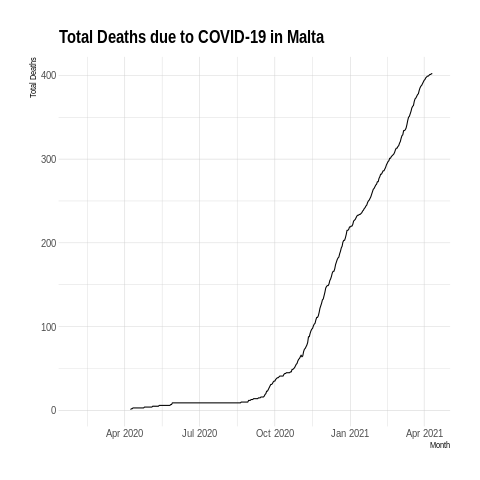 Total Deaths due to COVID-19 in Malta
Total Deaths
400
300
200
100
0
Apr 2020 Jul 2020 Oct 2020 Jan 2021 Apr 2021
Month